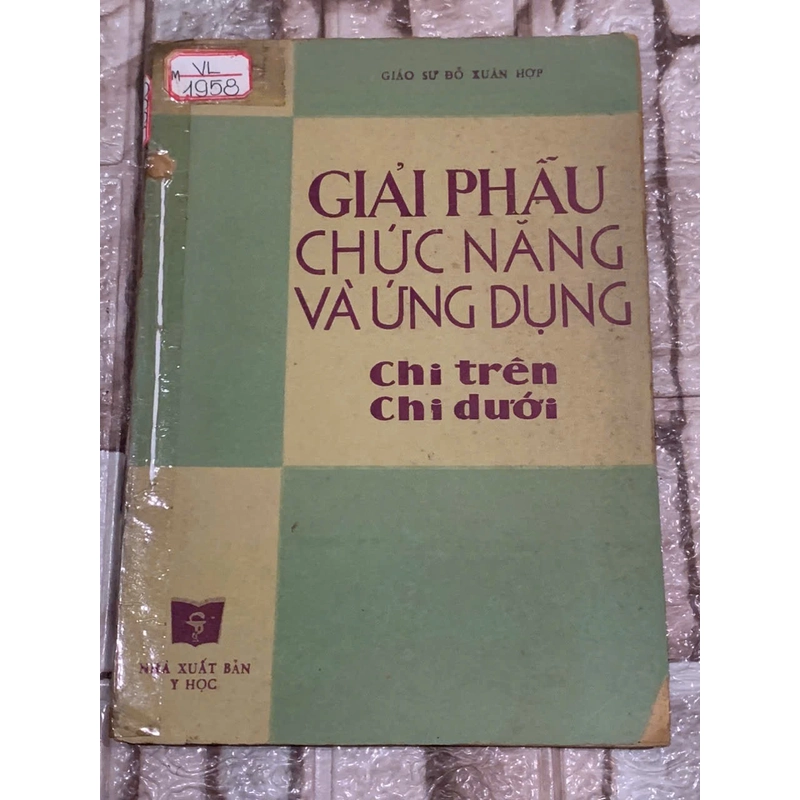 M VL
1958
GIÁO SƯ ĐỖ XUÂN HỢP
GIẢI PHẪU
CHỨC NĂNG
VÀ ỨNG DỤNG
Chi trên
Chi dưới
NHÀ XUẤT BẢN
Y HỌC